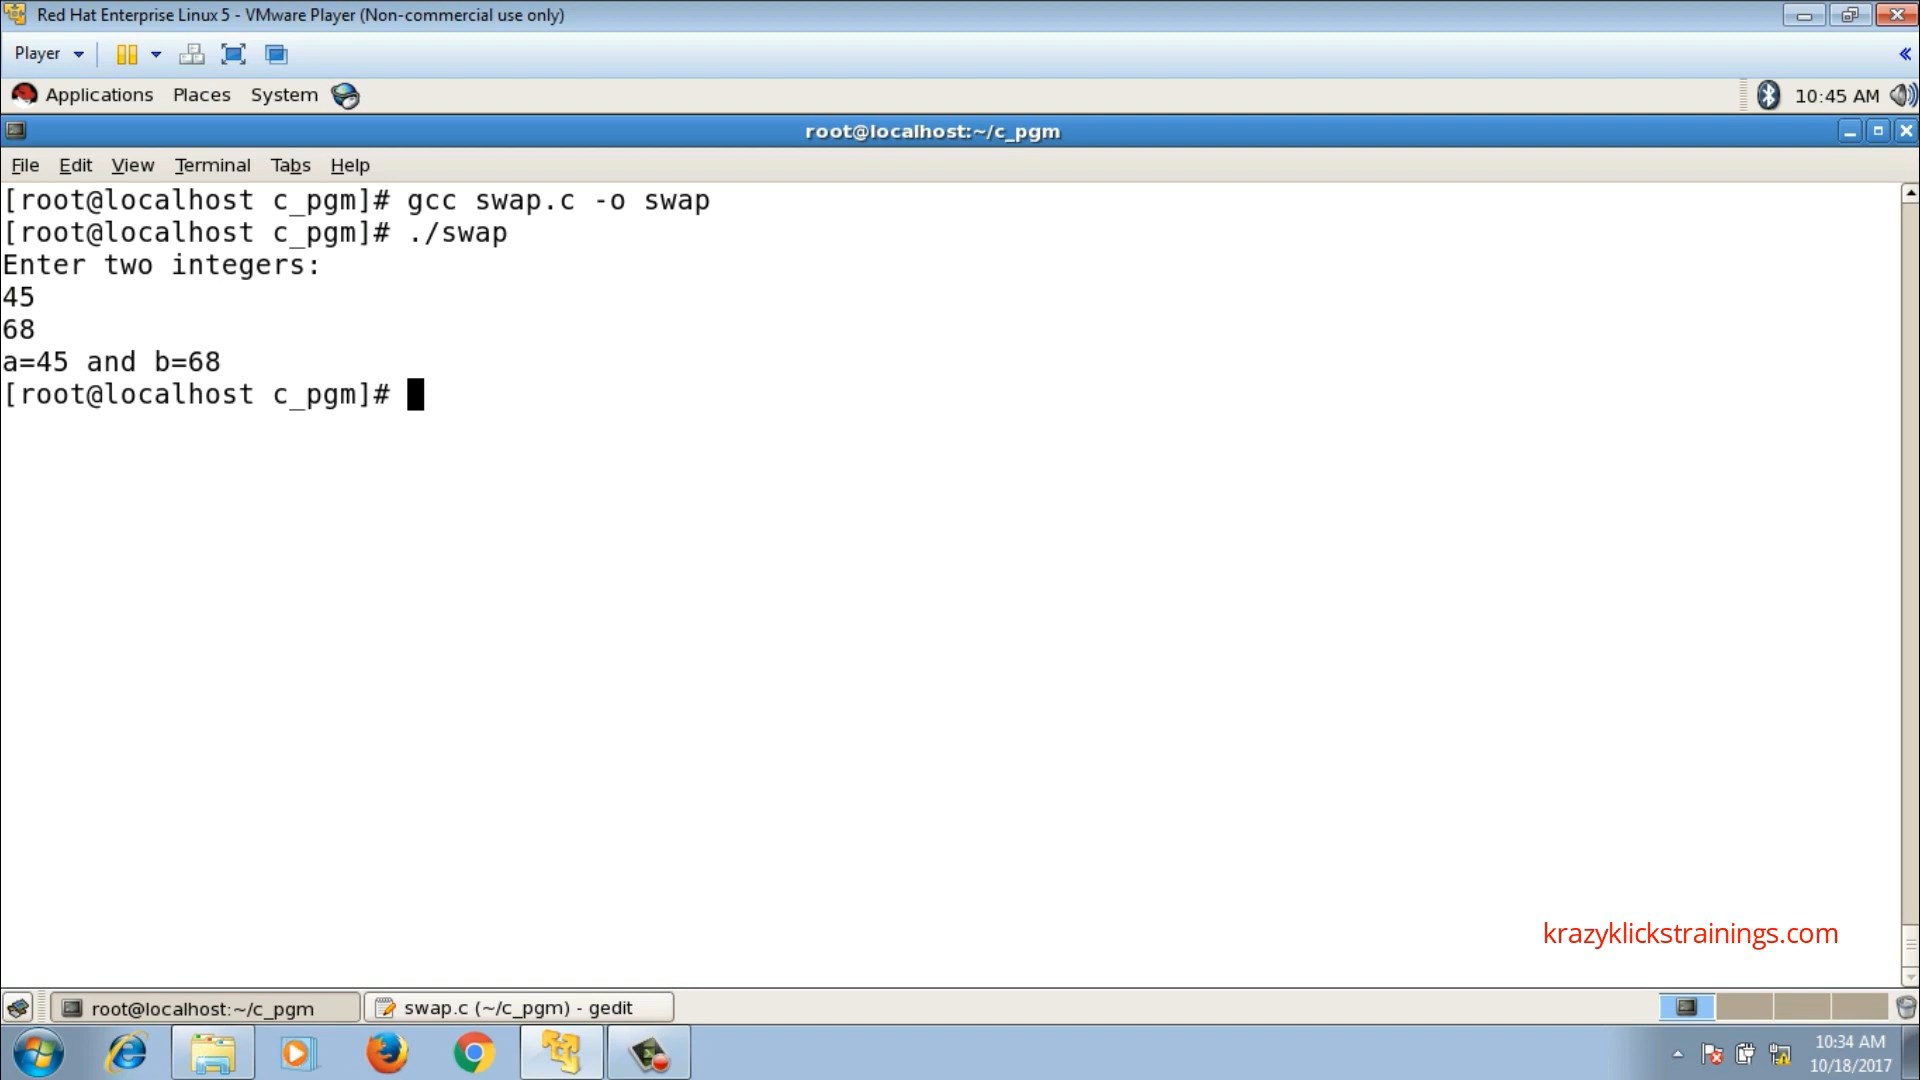 Red Hat Enterprise Linux 5 - VMware Player (Non-commercial use only)
Player
Applications Places System
10:45 AM
root@localhost:~/c_pgm
File Edit View Terminal Tabs Help
[root@localhost c_pgm]# gcc swap.c -o swap
[root@localhost c_pgm]# ./swap
Enter two integers:
45
68
a=45 and b=68
[root@localhost c_pgm]#
krazyklickstrainings.com
root@localhost:~/c_pgm
swap.c (~/c_pgm) - gedit
10:34 AM
10/18/2017